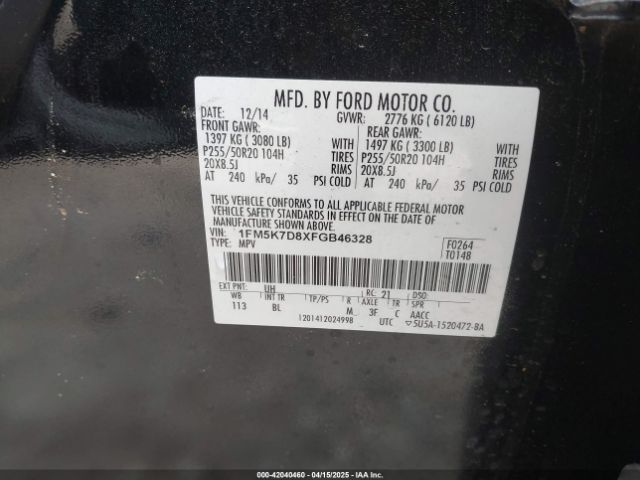 MFD. BY FORD MOTOR CO.
DATE: 12/14 GVWR: 2776 KG ( 6120 LB)
FRONT GAWR: REAR GAWR:
1397 KG ( 3080 LB) 1497 KG ( 3300 LB)
P255/50R20 104H TIRES P255/50R20 104H TIRES
20X8.5J RIMS 20X8.5J RIMS
AT 240 kPa/ 35 PSI COLD AT 240 kPa/ 35 PSI COLD
THIS VEHICLE CONFORMS TO ALL APPLICABLE FEDERAL MOTOR
VEHICLE SAFETY STANDARDS IN EFFECT ON THE DATE OF
MANUFACTURE SHOWN ABOVE.
VIN: 1FM5K7D8XFGB46328 F0264
TYPE: MPV T0148
EXT PNT: UH RC: 21 DSO:
WB INT TR TP/PS R AXLE TR SPR
113 BL M 3F C AACC
1201412024998 UTC ▽5U5A-1520472-BA
000-42040460 - 04/15/2025 - IAAI.COM